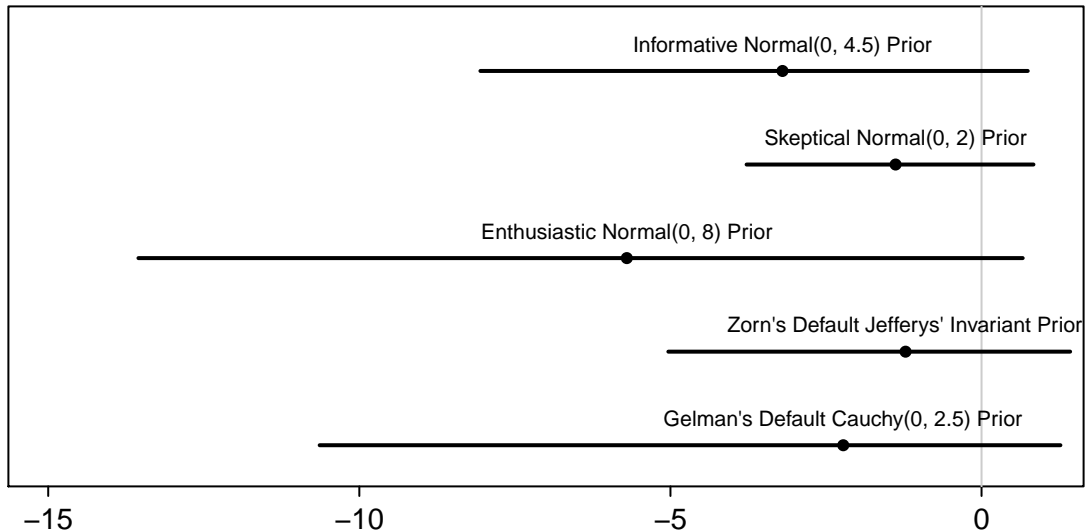 Informative Normal(0, 4.5) Prior
Skeptical Normal(0, 2) Prior
Enthusiastic Normal(0, 8) Prior
Zorn's Default Jefferys' Invariant Prior
Gelman's Default Cauchy(0, 2.5) Prior
−15 −10 −5 0